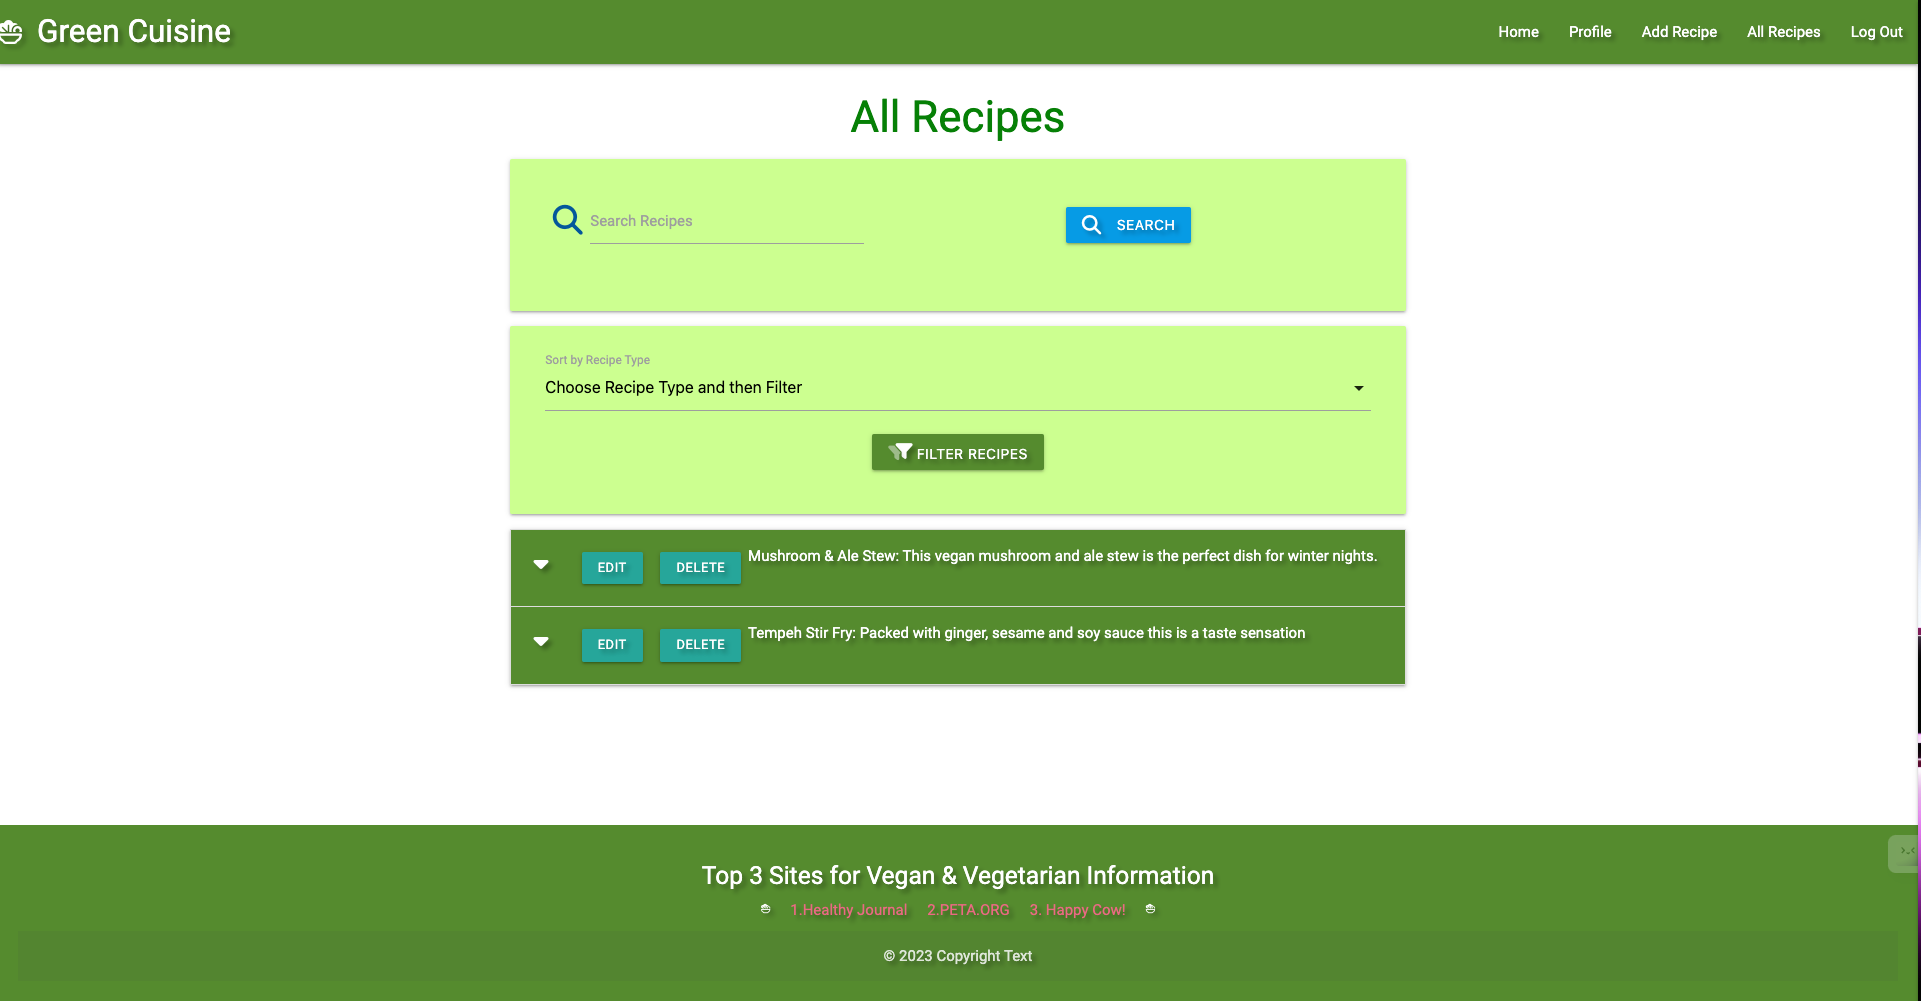 Green Cuisine
Home Profile Add Recipe All Recipes Log Out
All Recipes
Search Recipes
SEARCH
Sort by Recipe Type
Choose Recipe Type and then Filter
FILTER RECIPES
EDIT DELETE Mushroom & Ale Stew: This vegan mushroom and ale stew is the perfect dish for winter nights.
EDIT DELETE Tempeh Stir Fry: Packed with ginger, sesame and soy sauce this is a taste sensation
Top 3 Sites for Vegan & Vegetarian Information
1.Healthy Journal 2.PETA.ORG 3. Happy Cow!
© 2023 Copyright Text